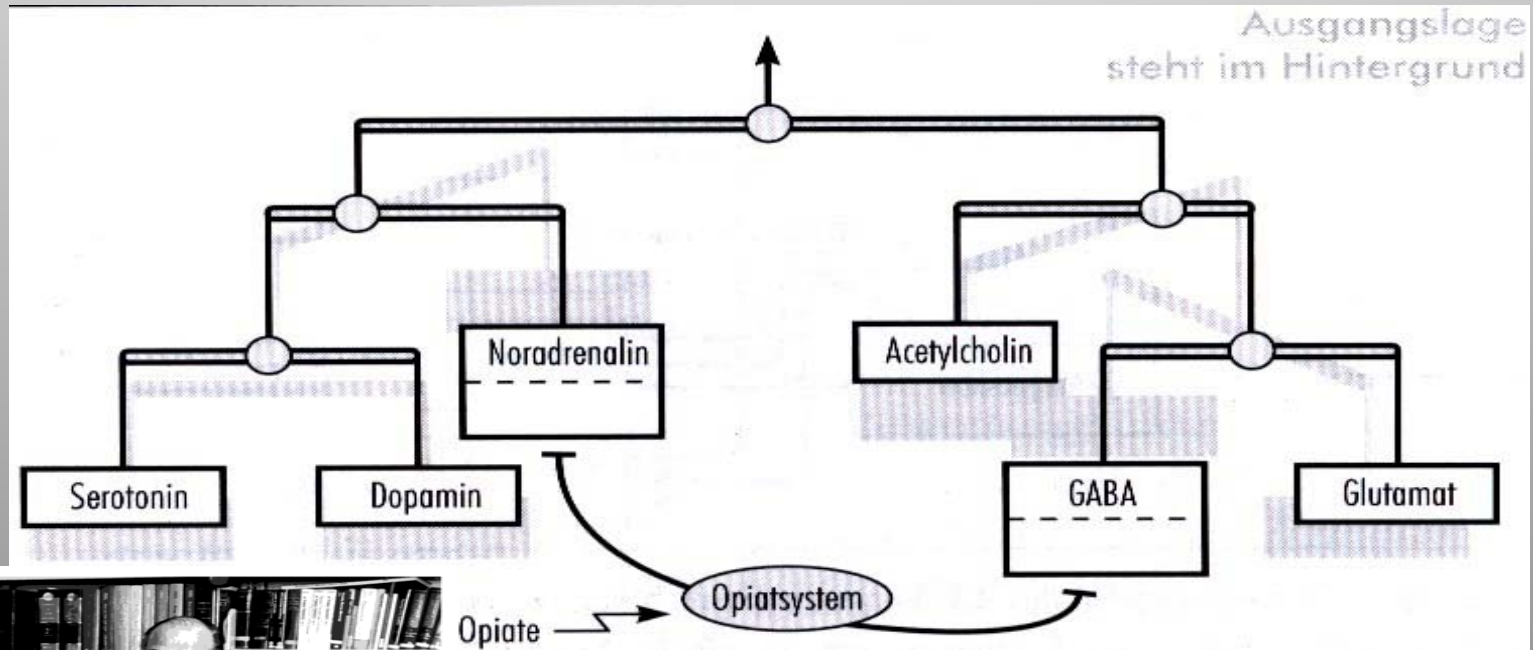 Ausgangslage
steht im Hintergrund
Noradrenalin
Acetylcholin
Serotonin
Dopamin
GABA
Glutamat
Opiatsystem
Opiate